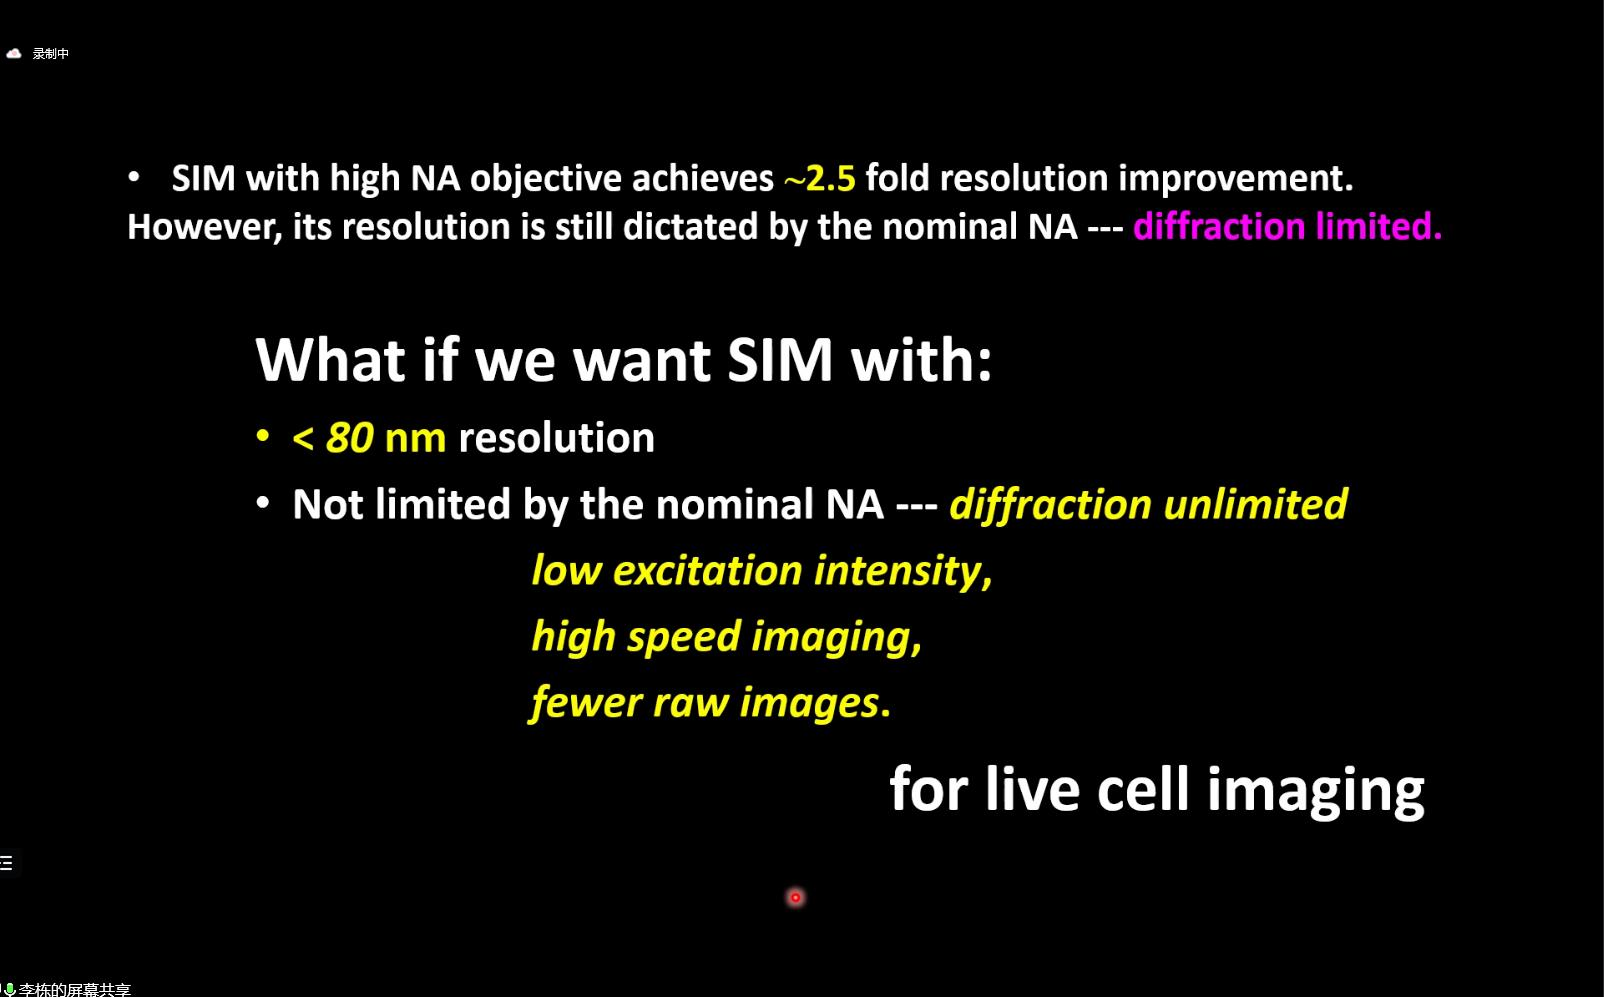 录制中
• SIM with high NA objective achieves ~2.5 fold resolution improvement.
However, its resolution is still dictated by the nominal NA --- diffraction limited.
What if we want SIM with:
• < 80 nm resolution
• Not limited by the nominal NA --- diffraction unlimited
low excitation intensity,
high speed imaging,
fewer raw images.
for live cell imaging
李栋的屏幕共享